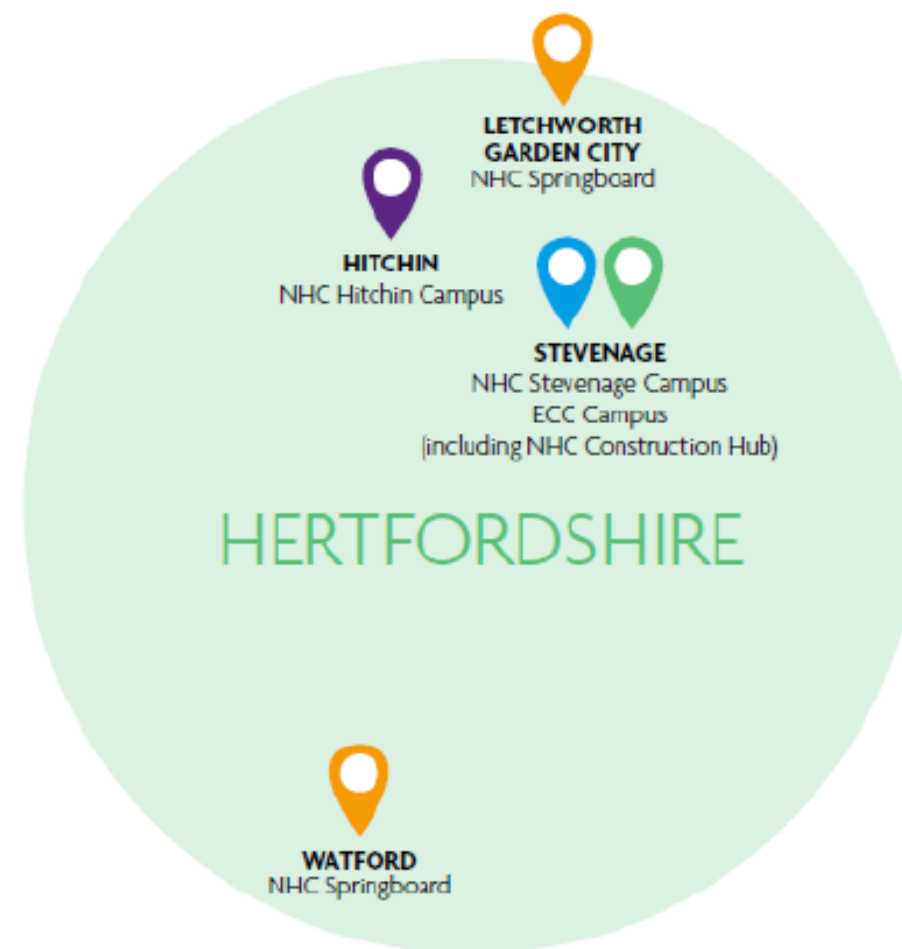 LETCHWORTH
GARDEN CITY
NHC Springboard
HITCHIN
NHC Hitchin Campus
STEVENAGE
NHC Stevenage Campus
ECC Campus
(including NHC Construction Hub)
HERTFORDSHIRE
WATFORD
NHC Springboard